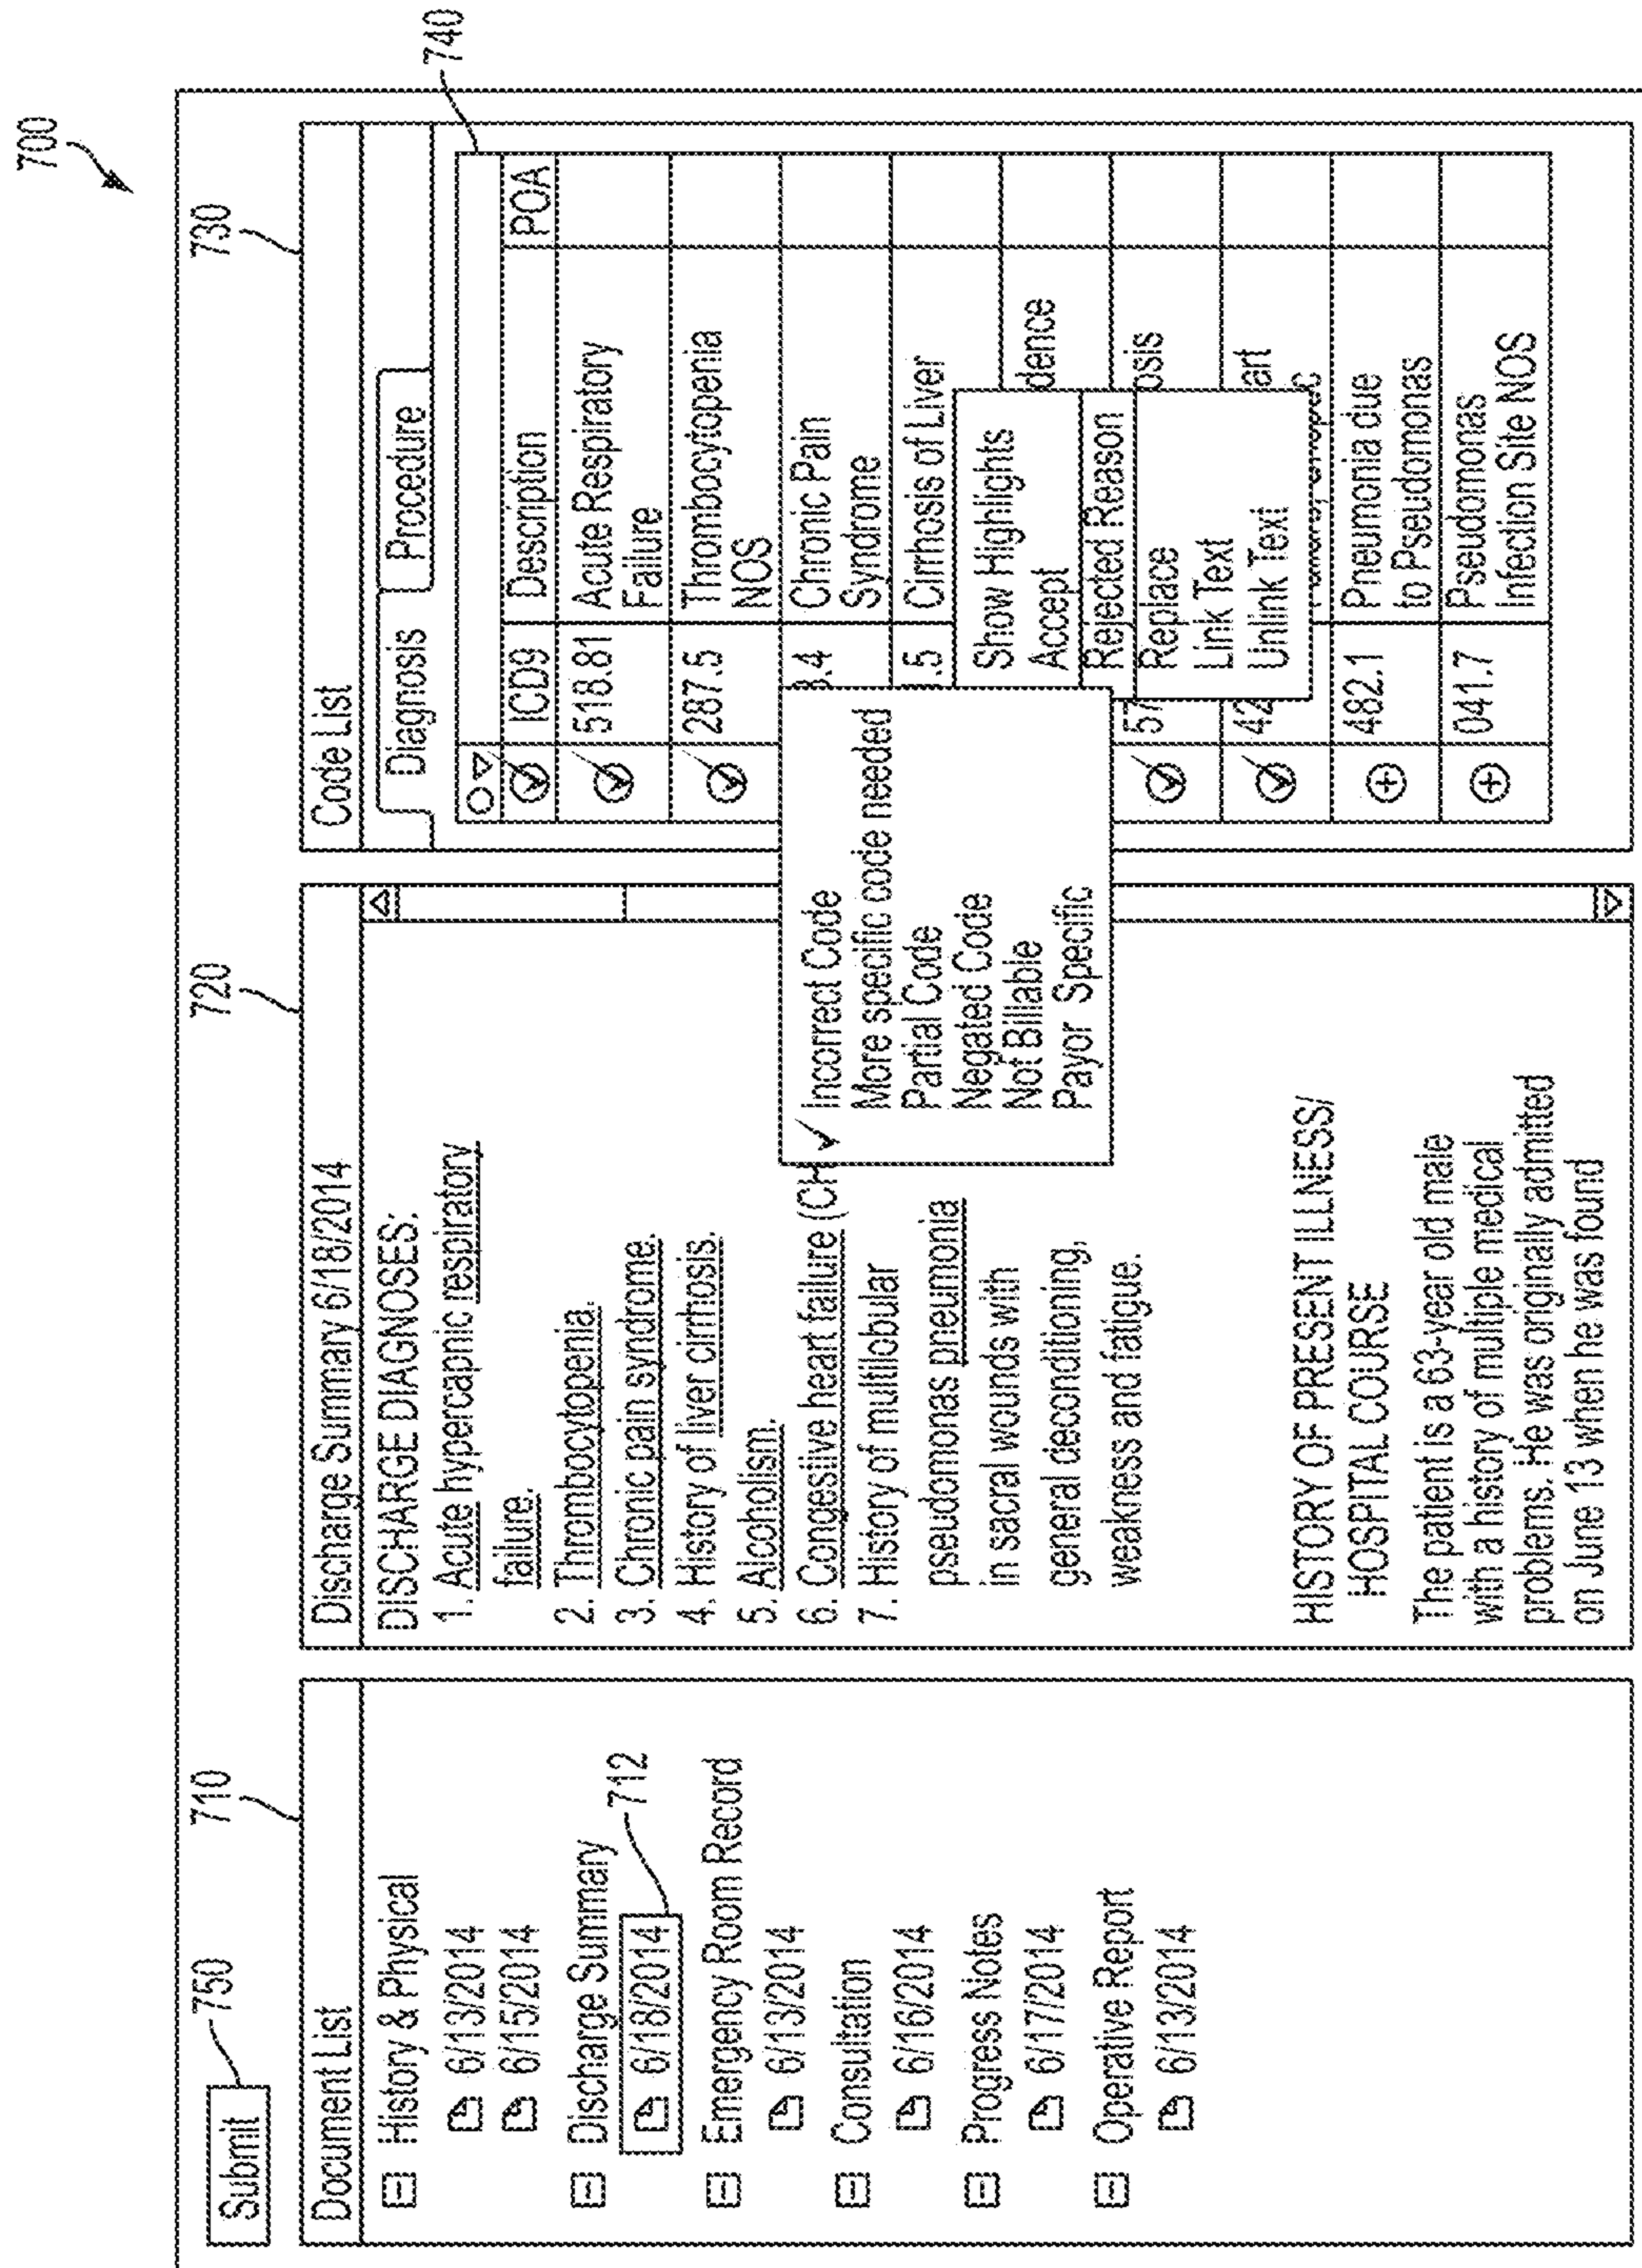 700
750
Submit
710
Document List
History & Physical
6/13/2014
6/15/2014
Discharge Summary
6/18/2014
712
Emergency Room Record
6/13/2014
Consultation
6/16/2014
Progress Notes
6/17/2014
Operative Report
6/13/2014
720
Discharge Summary 6/18/2014
DISCHARGE DIAGNOSES:
1. Acute hypercapnic respiratory
failure.
2. Thrombocytopenia.
3. Chronic pain syndrome.
4. History of liver cirrhosis.
5. Alcoholism.
6. Congestive heart failure (CH
7. History of multilobular
pseudomonas pneumonia
in sacral wounds with
general deconditioning,
weakness and fatigue.
HISTORY OF PRESENT ILLNESS/
HOSPITAL COURSE
The patient is a 63-year old male
with a history of multiple medical
problems. He was originally admitted
on June 13 when he was found
✓ Incorrect Code
More specific code needed
Partial Code
Negated Code
Not Billable
Payor Specific
730
Code List
Diagnosis Procedure
740
ICD9 Description POA
518.81 Acute Respiratory
Failure
287.5 Thrombocytopenia
NOS
3.4 Chronic Pain
Syndrome
.5 Cirrhosis of Liver
dence
57 osis
42 art
482.1 Pneumonia due
to Pseudomonas
041.7 Pseudomonas
Infection Site NOS
Show Highlights
Accept
Rejected Reason
Replace
Link Text
Unlink Text